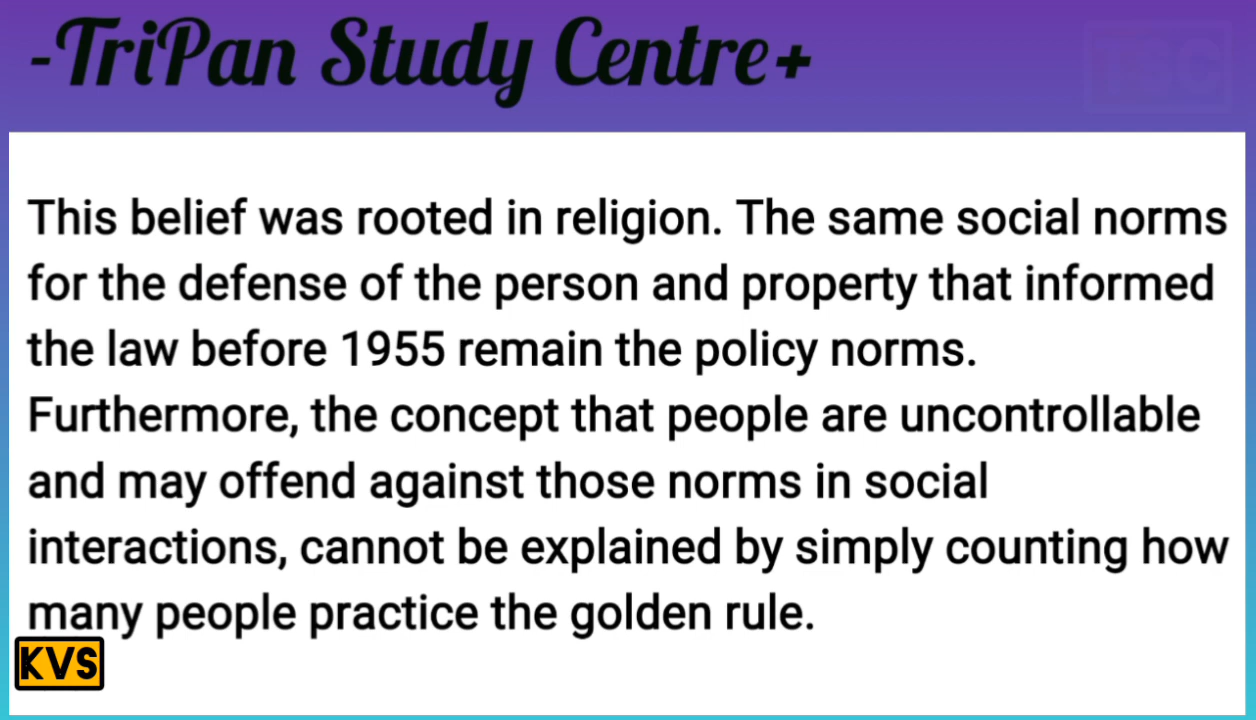 -TriPan Study Centre+
TSC
This belief was rooted in religion. The same social norms
for the defense of the person and property that informed
the law before 1955 remain the policy norms.
Furthermore, the concept that people are uncontrollable
and may offend against those norms in social
interactions, cannot be explained by simply counting how
many people practice the golden rule.
KVS